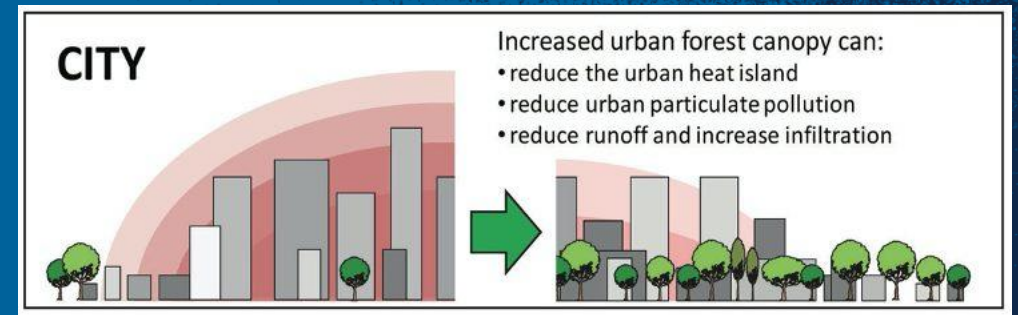 CITY
Increased urban forest canopy can:
• reduce the urban heat island
• reduce urban particulate pollution
• reduce runoff and increase infiltration